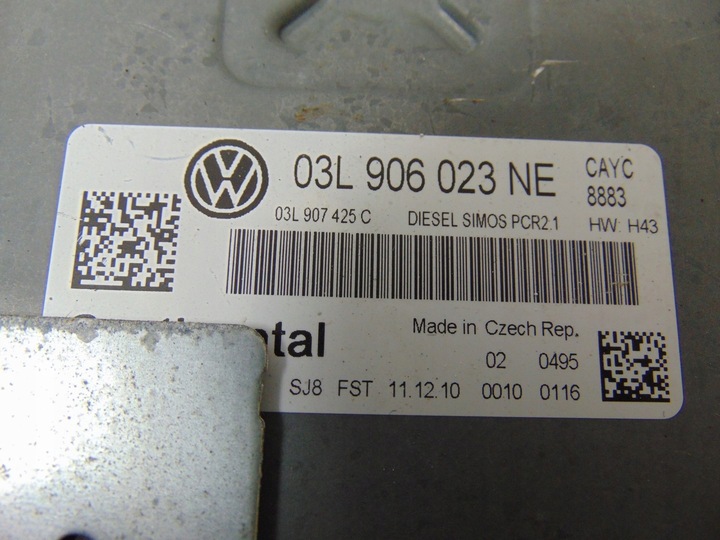 03L 906 023 NE CAYC
8883
03L 907 425 C DIESEL SIMOS PCR2.1 HW: H43
Made in Czech Rep.
02 0495
SJ8 FST 11.12.10 0010 0116